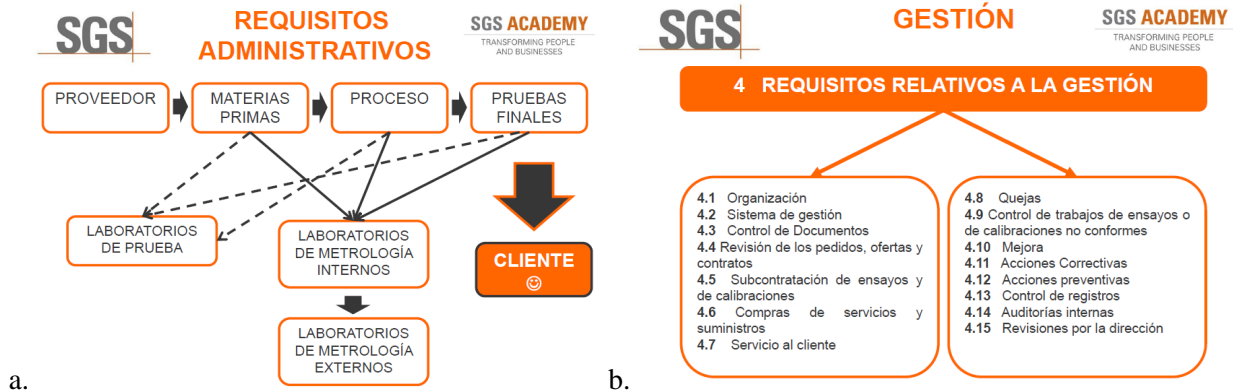 SGS
REQUISITOS
ADMINISTRATIVOS
SGS ACADEMY
TRANSFORMING PEOPLE
AND BUSINESSES
PROVEEDOR
MATERIAS
PRIMAS
PROCESO
PRUEBAS
FINALES
LABORATORIOS
DE PRUEBA
LABORATORIOS
DE METROLOGÍA
INTERNOS
CLIENTE
☺
LABORATORIOS
DE METROLOGÍA
EXTERNOS
a.
SGS
GESTIÓN
SGS ACADEMY
TRANSFORMING PEOPLE
AND BUSINESSES
4 REQUISITOS RELATIVOS A LA GESTIÓN
4.1 Organización
4.2 Sistema de gestión
4.3 Control de Documentos
4.4 Revisión de los pedidos, ofertas y
contratos
4.5 Subcontratación de ensayos y
de calibraciones
4.6 Compras de servicios y
suministros
4.7 Servicio al cliente
4.8 Quejas
4.9 Control de trabajos de ensayos o
de calibraciones no conformes
4.10 Mejora
4.11 Acciones Correctivas
4.12 Acciones preventivas
4.13 Control de registros
4.14 Auditorías internas
4.15 Revisiones por la dirección
b.